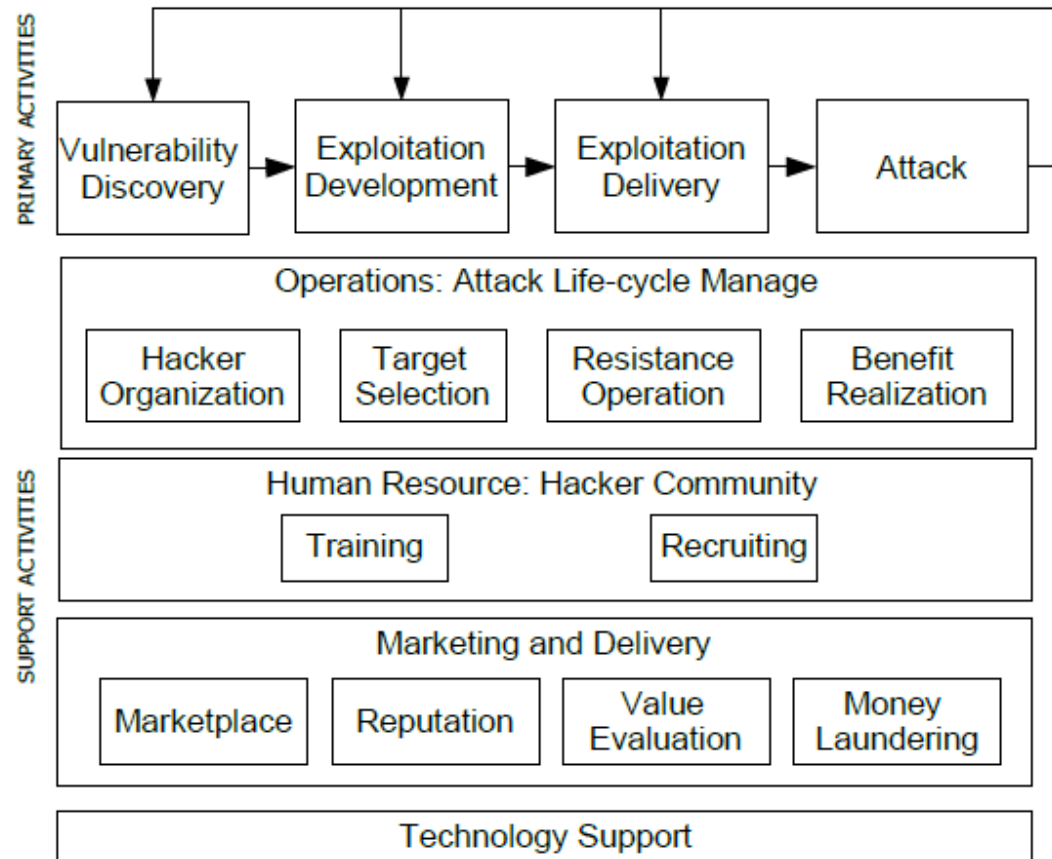 PRIMARY ACTIVITIES
Vulnerability
Discovery
Exploitation
Development
Exploitation
Delivery
Attack
SUPPORT ACTIVITIES
Operations: Attack Life-cycle Manage
Hacker
Organization
Target
Selection
Resistance
Operation
Benefit
Realization
Human Resource: Hacker Community
Training
Recruiting
Marketing and Delivery
Marketplace
Reputation
Value
Evaluation
Money
Laundering
Technology Support